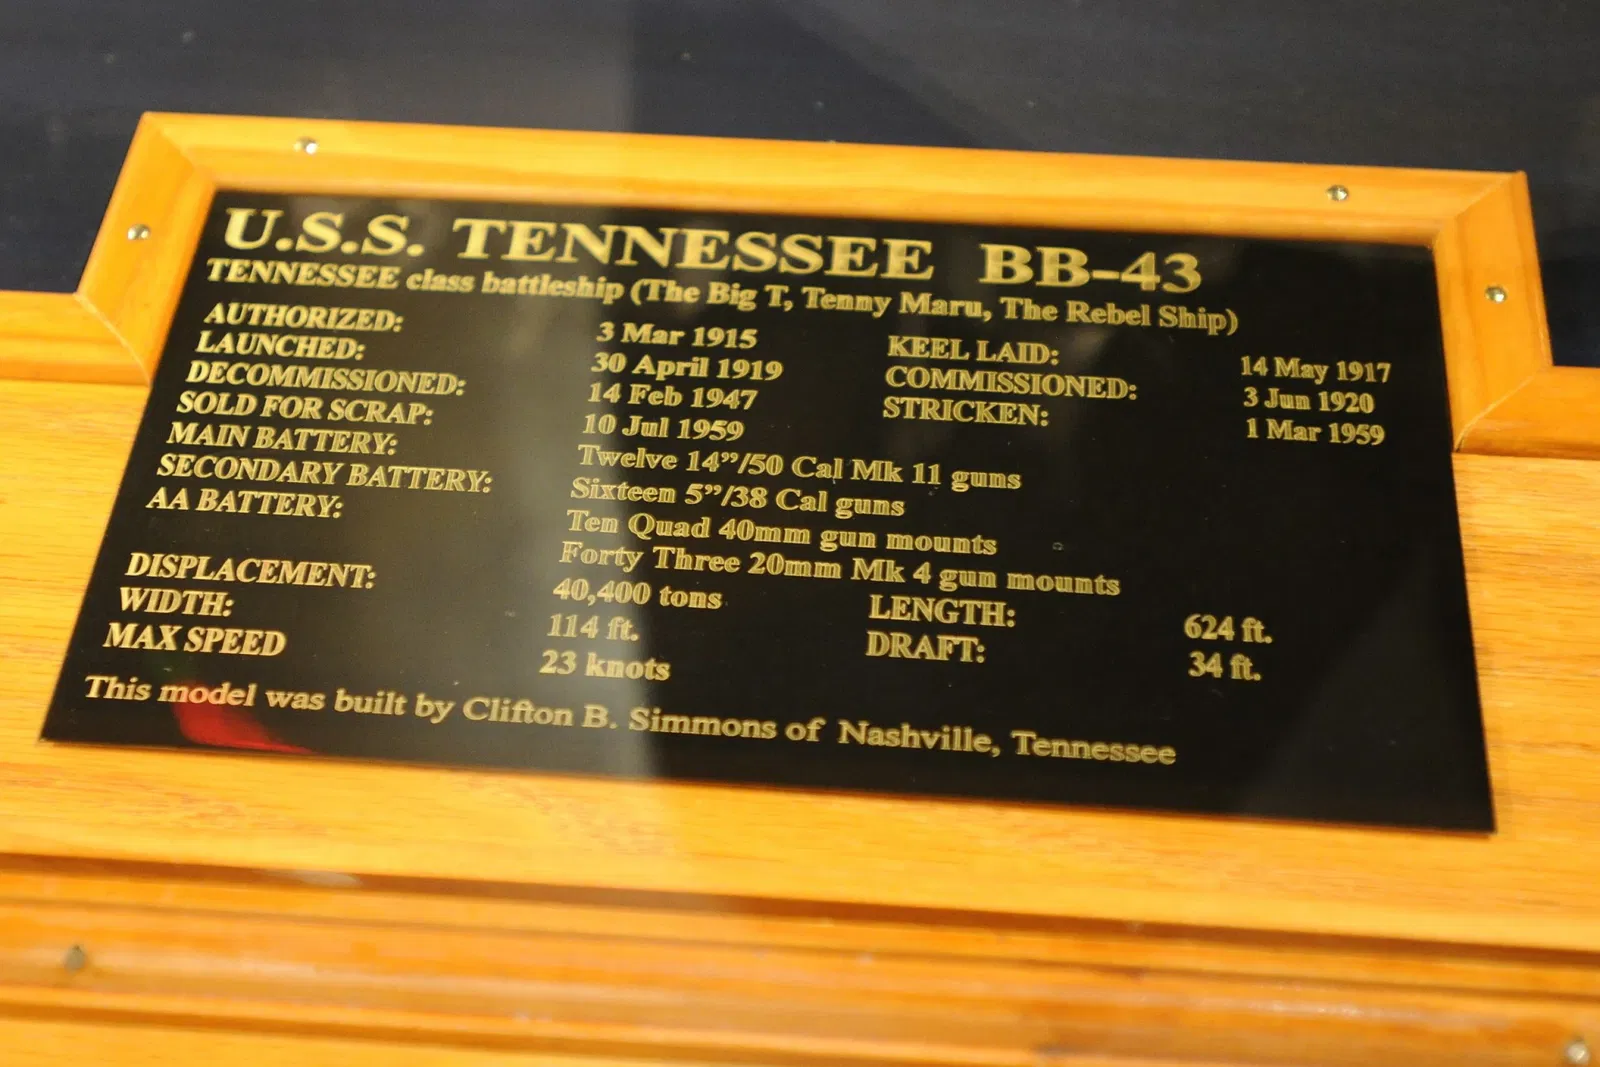 U.S.S. TENNESSEE BB-43
TENNESSEE class battleship (The Big T, Tenny Maru, The Rebel Ship)
AUTHORIZED: 3 Mar 1915 KEEL LAID: 14 May 1917
LAUNCHED: 30 April 1919 COMMISSIONED: 3 Jun 1920
DECOMMISSIONED: 14 Feb 1947 STRICKEN: 1 Mar 1959
SOLD FOR SCRAP: 10 Jul 1959
MAIN BATTERY: Twelve 14”/50 Cal Mk 11 guns
SECONDARY BATTERY: Sixteen 5”/38 Cal guns
AA BATTERY: Ten Quad 40mm gun mounts
Forty Three 20mm Mk 4 gun mounts
DISPLACEMENT: 40,400 tons LENGTH: 624 ft.
WIDTH: 114 ft. DRAFT: 34 ft.
MAX SPEED 23 knots
This model was built by Clifton B. Simmons of Nashville, Tennessee